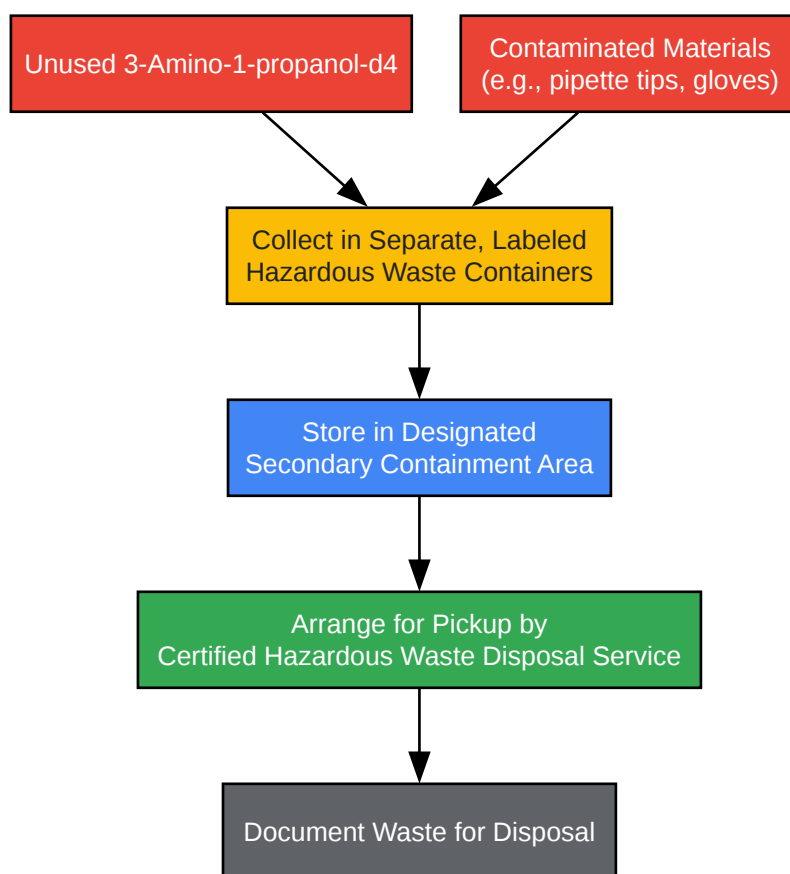 Unused 3-Amino-1-propanol-d4
Contaminated Materials
(e.g., pipette tips, gloves)
Collect in Separate, Labeled
Hazardous Waste Containers
Store in Designated
Secondary Containment Area
Arrange for Pickup by
Certified Hazardous Waste Disposal Service
Document Waste for Disposal